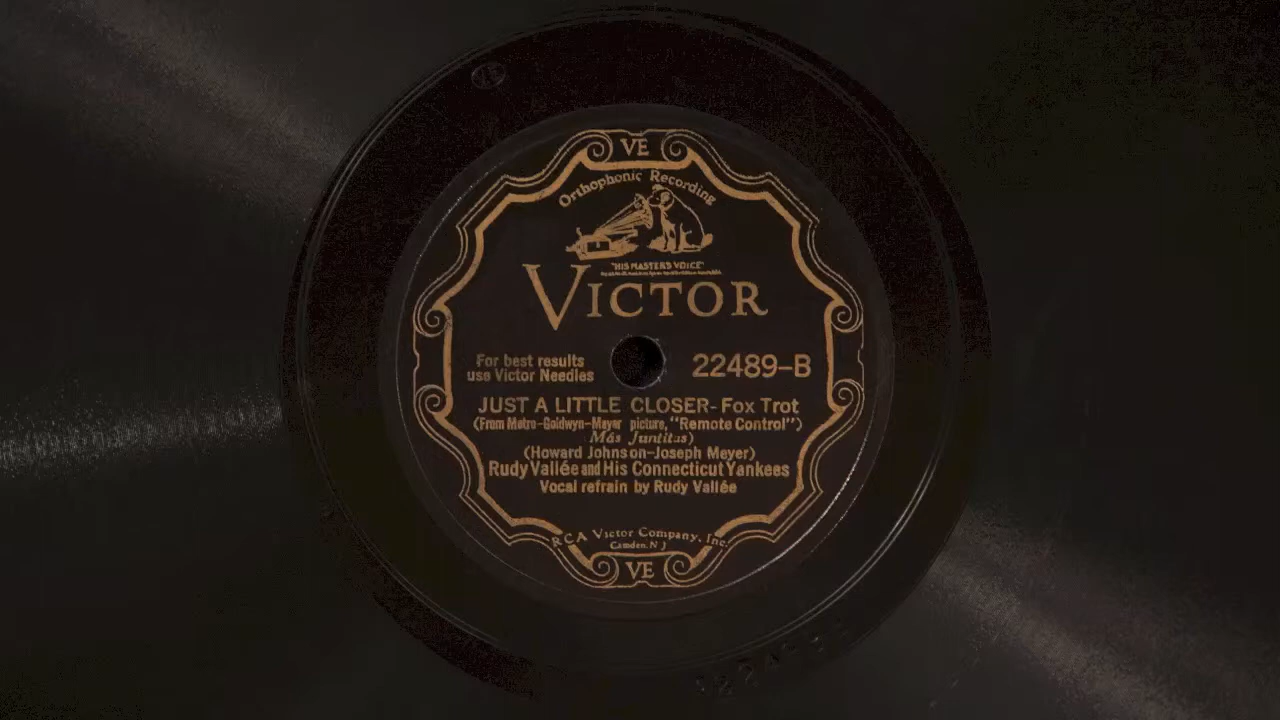 VE
Orthophonic Recording
"HIS MASTER'S VOICE"
VICTOR
For best results
use Victor Needles
22489-B
JUST A LITTLE CLOSER-Fox Trot
(From Metro-Goldwyn-Mayer picture, "Remote Control")
(Más Juntitas)
(Howard Johnson-Joseph Meyer)
Rudy Vallée and His Connecticut Yankees
Vocal refrain by Rudy Vallée
RCA Victor Company, Inc.
Camden, N J
VE